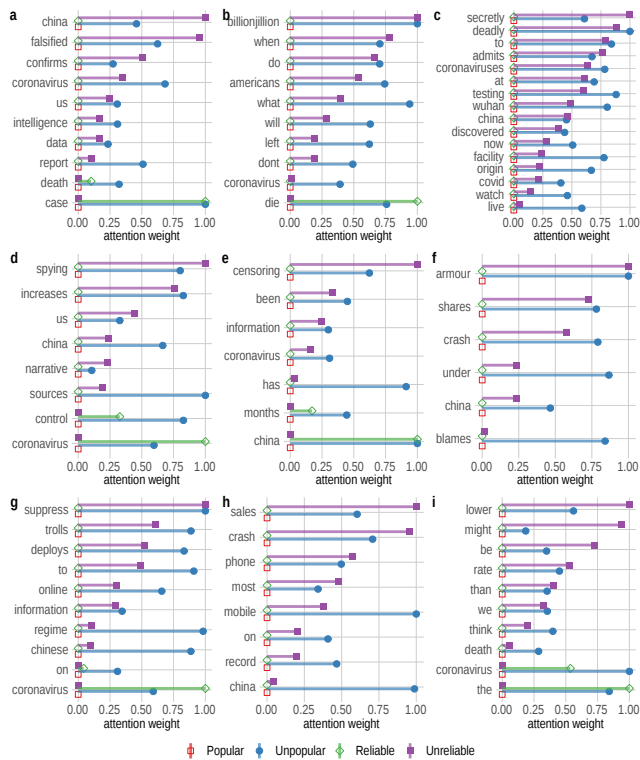 a
china
falsified
confirms
coronavirus
us
intelligence
data
report
death
case
0.00 0.25 0.50 0.75 1.00
attention weight
b
billionjillion
when
do
americans
what
will
left
dont
coronavirus
die
0.00 0.25 0.50 0.75 1.00
attention weight
c
secretly
deadly
to
admits
coronaviruses
at
testing
wuhan
china
discovered
now
facility
origin
covid
watch
live
0.00 0.25 0.50 0.75 1.00
attention weight
d
spying
increases
us
china
narrative
sources
control
coronavirus
0.00 0.25 0.50 0.75 1.00
attention weight
e
censoring
been
information
coronavirus
has
months
china
0.00 0.25 0.50 0.75 1.00
attention weight
f
armour
shares
crash
under
china
blames
0.00 0.25 0.50 0.75 1.00
attention weight
g
suppress
trolls
deploys
to
online
information
regime
chinese
on
coronavirus
0.00 0.25 0.50 0.75 1.00
attention weight
h
sales
crash
phone
most
mobile
on
record
china
0.00 0.25 0.50 0.75 1.00
attention weight
i
lower
might
be
rate
than
we
think
death
coronavirus
the
0.00 0.25 0.50 0.75 1.00
attention weight
Popular Unpopular Reliable Unreliable